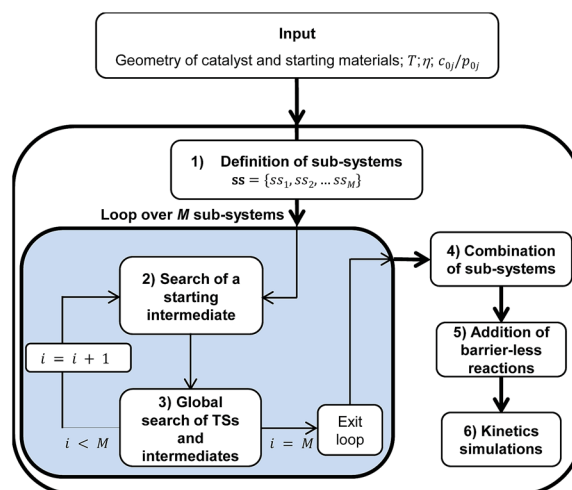 Input
Geometry of catalyst and starting materials; T; η; c₀ⱼ/p₀ⱼ
1) Definition of sub-systems
ss = {ss₁, ss₂, … ss_M}
Loop over M sub-systems
2) Search of a
starting
intermediate
i = i + 1
3) Global
search of TSs
and
intermediates
i < M
i = M
Exit
loop
4) Combination
of sub-systems
5) Addition of
barrier-less
reactions
6) Kinetics
simulations